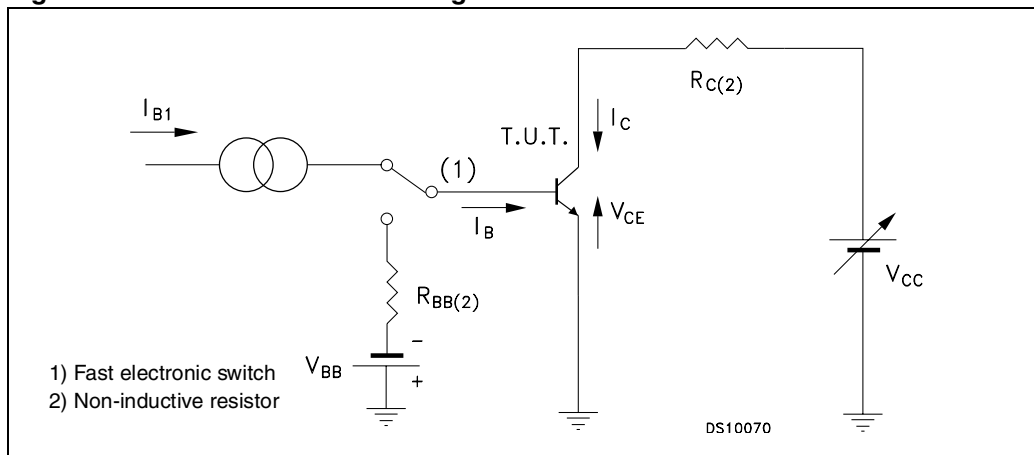 I_B1
(1)
I_B
T.U.T.
I_C
V_CE
R_C(2)
V_CC
R_BB(2)
V_BB
-
+
1) Fast electronic switch
2) Non-inductive resistor
DS10070